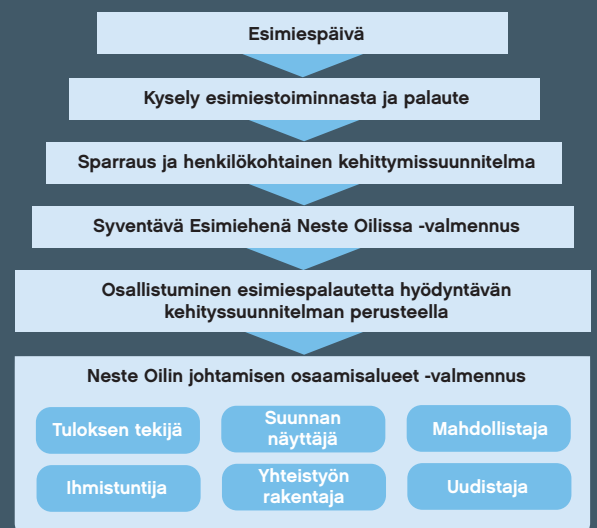 Esimiespäivä
Kysely esimiestoiminnasta ja palaute
Sparraus ja henkilökohtainen kehittymissuunnitelma
Syventävä Esimiehenä Neste Oilissa -valmennus
Osallistuminen esimiespalautetta hyödyntävän
kehityssuunnitelman perusteella
Neste Oilin johtamisen osaamisalueet -valmennus
Tuloksen tekijä
Suunnan
näyttäjä
Mahdollistaja
Ihmistuntija
Yhteistyön
rakentaja
Uudistaja